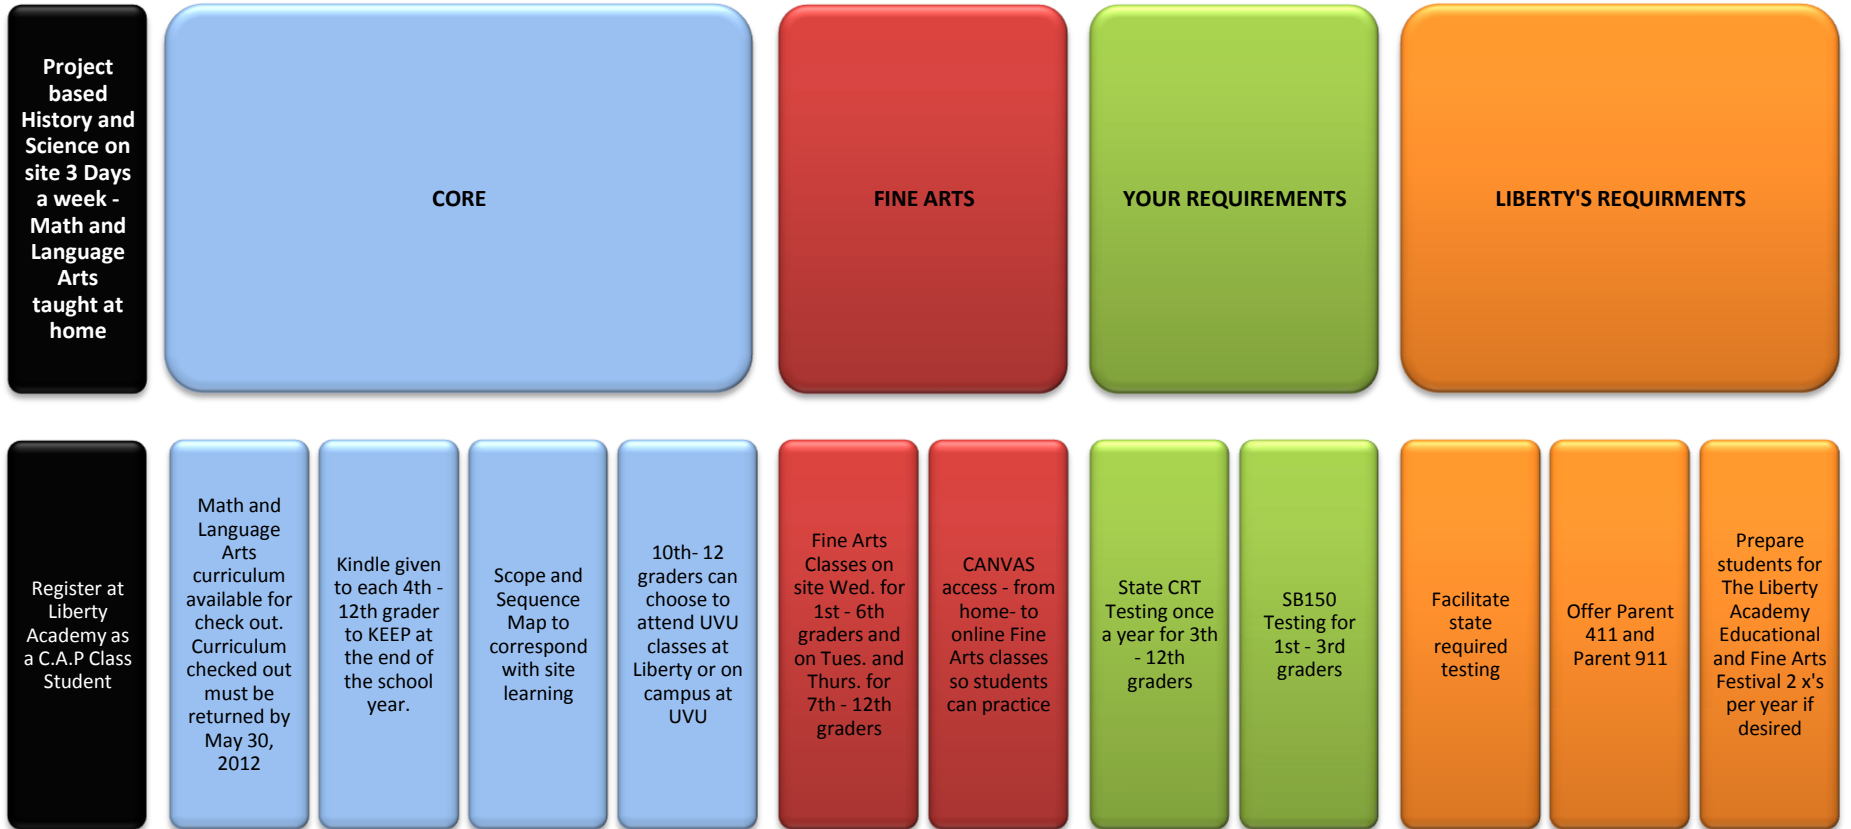 Project
based
History and
Science on
site 3 Days
a week -
Math and
Language
Arts
taught at
home
CORE
FINE ARTS
YOUR REQUIREMENTS
LIBERTY'S REQUIRMENTS
Register at
Liberty
Academy as
a C.A.P Class
Student
Math and
Language
Arts
curriculum
available for
check out.
Curriculum
checked out
must be
returned by
May 30,
2012
Kindle given
to each 4th -
12th grader
to KEEP at
the end of
the school
year.
Scope and
Sequence
Map to
correspond
with site
learning
10th- 12
graders can
choose to
attend UVU
classes at
Liberty or on
campus at
UVU
Fine Arts
Classes on
site Wed. for
1st - 6th
graders and
on Tues. and
Thurs. for
7th - 12th
graders
CANVAS
access - from
home- to
online Fine
Arts classes
so students
can practice
State CRT
Testing once
a year for 3th
- 12th
graders
SB150
Testing for
1st - 3rd
graders
Facilitate
state
required
testing
Offer Parent
411 and
Parent 911
Prepare
students for
The Liberty
Academy
Educational
and Fine Arts
Festival 2 x's
per year if
desired